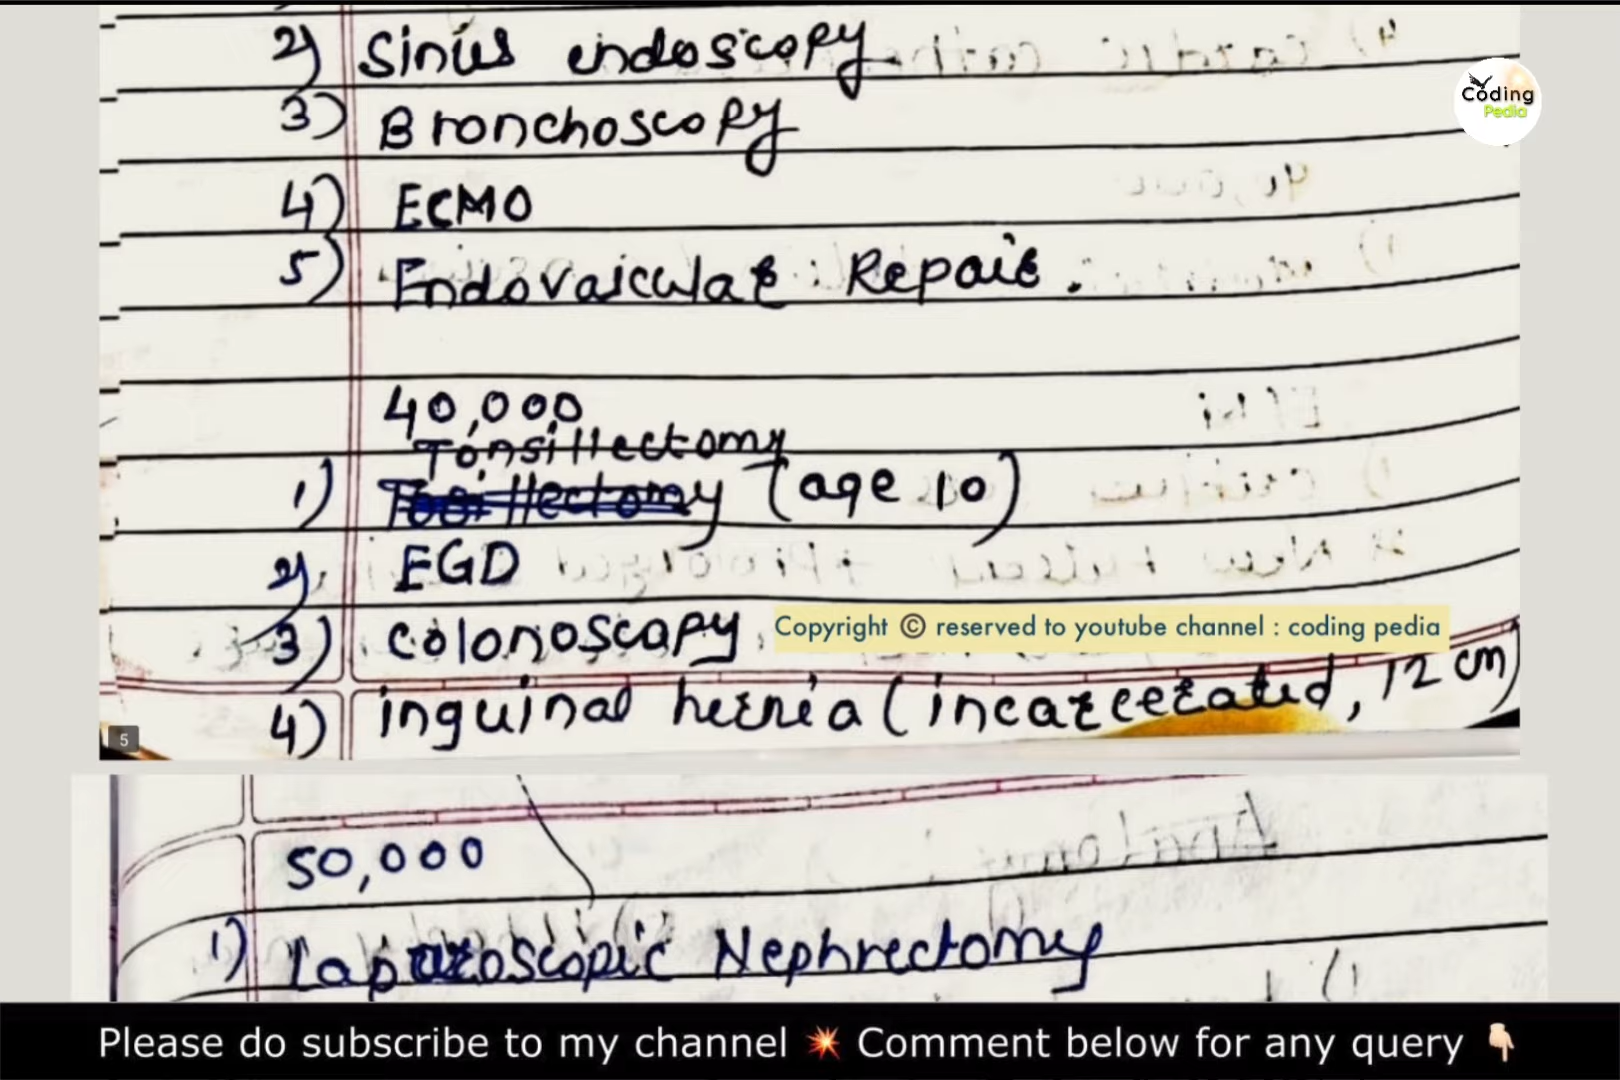 2) Sinus endoscopy
3) Bronchoscopy
Coding
Pedia
4) ECMO
5) Endovascular Repair.
40,000
Tonsillectomy
1) (age 10)
2) EGD
3) colonoscopy
Copyright © reserved to youtube channel : coding pedia
4) inguinal hernia (incarcerated, 12 cm)
5
50,000
1) Laparoscopic Nephrectomy
Please do subscribe to my channel 💥 Comment below for any query 👇🏻